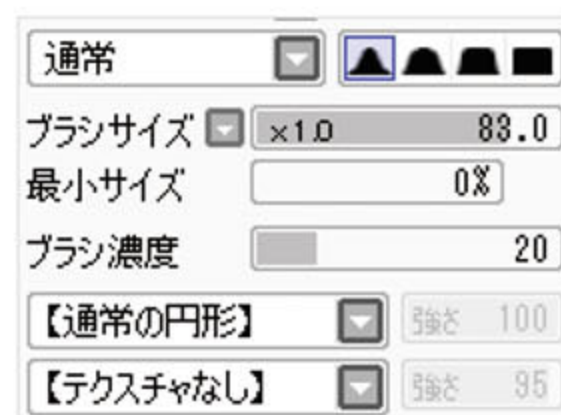 通常
ブラシサイズ ×1.0 83.0
最小サイズ 0%
ブラシ濃度 20
【通常の円形】 強さ 100
【テクスチャなし】 強さ 95